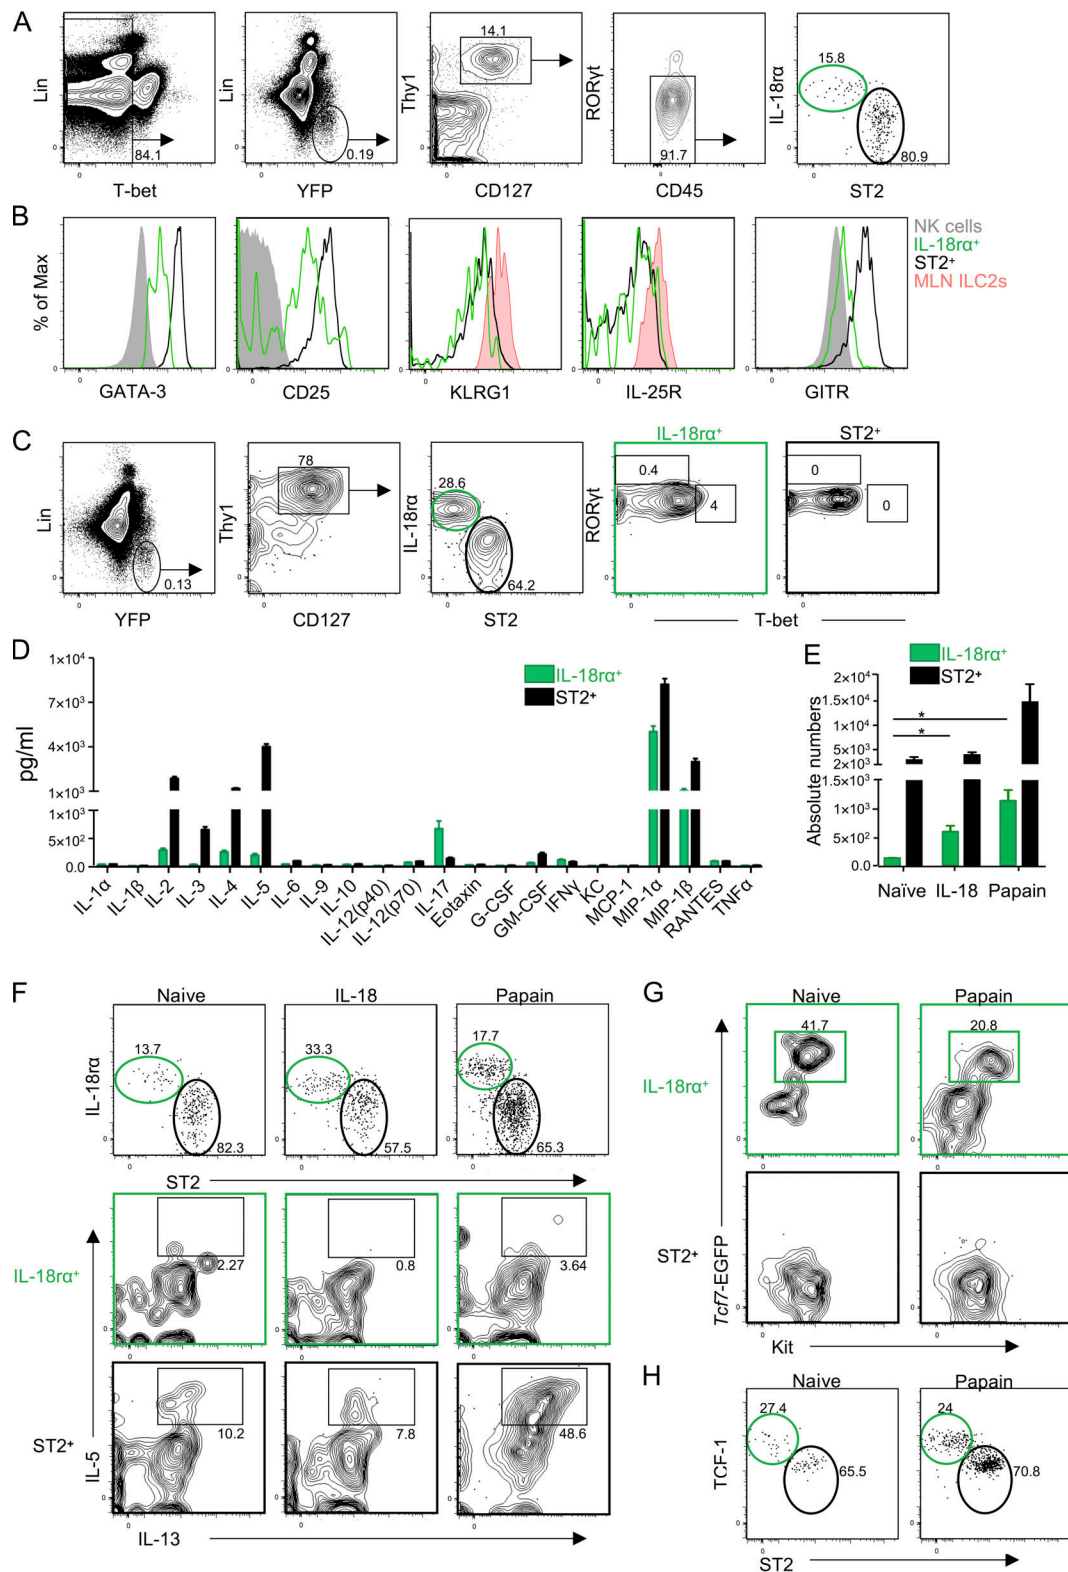 A
Lin
84.1
T-bet
Lin
0.19
YFP
Thy1
14.1
CD127
RORγt
91.7
CD45
IL-18rα
15.8
80.9
ST2
B
% of Max
GATA-3
CD25
KLRG1
IL-25R
GITR
NK cells
IL-18rα⁺
ST2⁺
MLN ILC2s
C
Lin
0.13
YFP
Thy1
78
CD127
IL-18rα
28.6
64.2
ST2
IL-18rα⁺
ST2⁺
RORγt
0.4
4
0
0
T-bet
D
pg/ml
1×10⁴
7×10³
4×10³
1×10³
1×10³
5×10²
0.0
IL-18rα⁺
ST2⁺
IL-1α
IL-1β
IL-2
IL-3
IL-4
IL-5
IL-6
IL-9
IL-10
IL-12(p40)
IL-12(p70)
IL-17
Eotaxin
G-CSF
GM-CSF
IFNγ
KC
MCP-1
MIP-1α
MIP-1β
RANTES
TNFα
E
IL-18rα⁺
ST2⁺
Absolute numbers
2×10⁴
1.5×10⁴
1×10⁴
5×10³
2×10³
1.5×10³
1×10³
5×10²
0
*
*
Naïve
IL-18
Papain
F
Naive
IL-18
Papain
IL-18rα
13.7
82.3
33.3
57.5
17.7
65.3
ST2
IL-18rα⁺
2.27
0.8
3.64
ST2⁺
IL-5
10.2
7.8
48.6
IL-13
G
Naive
Papain
IL-18rα⁺
41.7
20.8
ST2⁺
Tcf7-EGFP
Kit
H
Naive
Papain
TCF-1
27.4
65.5
24
70.8
ST2